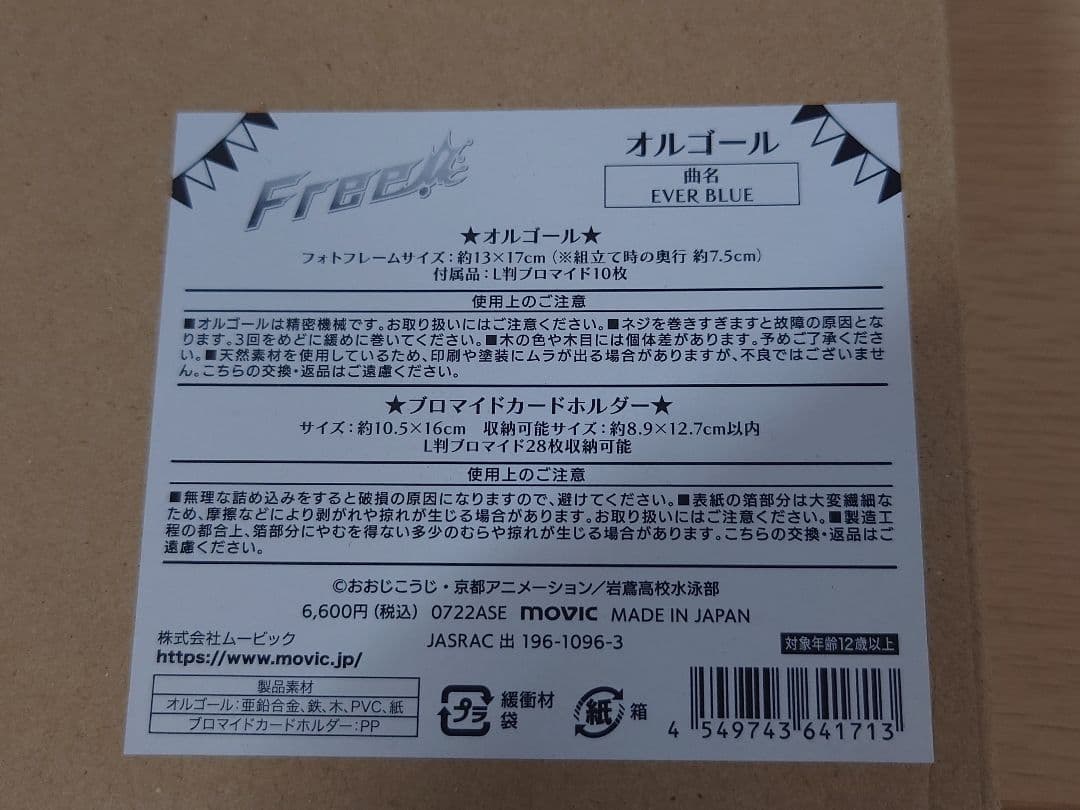 Free!
オルゴール
曲名
EVER BLUE
★オルゴール★
フォトフレームサイズ：約13×17cm（※組立て時の奥行 約7.5cm）
付属品：L判ブロマイド10枚
使用上のご注意
■オルゴールは精密機械です。お取り扱いにはご注意ください。■ネジを巻きすぎますと故障の原因とな
ります。3回をめどに緩めに巻いてください。■木の色や木目には個体差があります。予めご了承くださ
い。■天然素材を使用しているため、印刷や塗装にムラが出る場合がありますが、不良ではございませ
ん。こちらの交換・返品はご遠慮ください。
★ブロマイドカードホルダー★
サイズ：約10.5×16cm　収納可能サイズ：約8.9×12.7cm以内
L判ブロマイド28枚収納可能
使用上のご注意
■無理な詰め込みをすると破損の原因になりますので、避けてください。■表紙の箔部分は大変繊細な
ため、摩擦などにより剥がれや掠れが生じる場合があります。お取り扱いにはご注意ください。■製造工
程の都合上、箔部分にやむを得ない多少のむらや掠れが生じる場合があります。こちらの交換・返品はご
遠慮ください。
©おおじこうじ・京都アニメーション／岩鳶高校水泳部
6,600円（税込） 0722ASE movic MADE IN JAPAN
株式会社ムービック
JASRAC 出 196-1096-3
対象年齢12歳以上
https://www.movic.jp/
製品素材
オルゴール：亜鉛合金、鉄、木、PVC、紙
ブロマイドカードホルダー：PP
プラ
緩衝材
袋
紙
箱
4 549743 641713